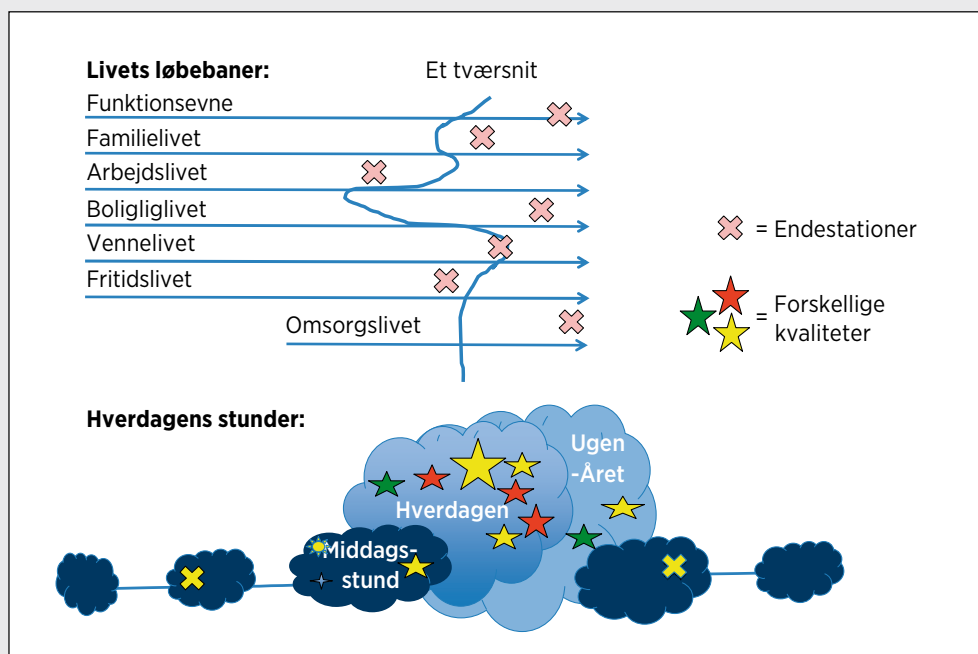 Livets løbebaner:
Et tværsnit
Funktionsevne
Familielivet
Arbejdslivet
Boligliglivet
Vennelivet
Fritidslivet
Omsorgslivet
= Endestationer
= Forskellige
kvaliteter
Hverdagens stunder:
Ugen
-Året
Hverdagen
Middags-
stund